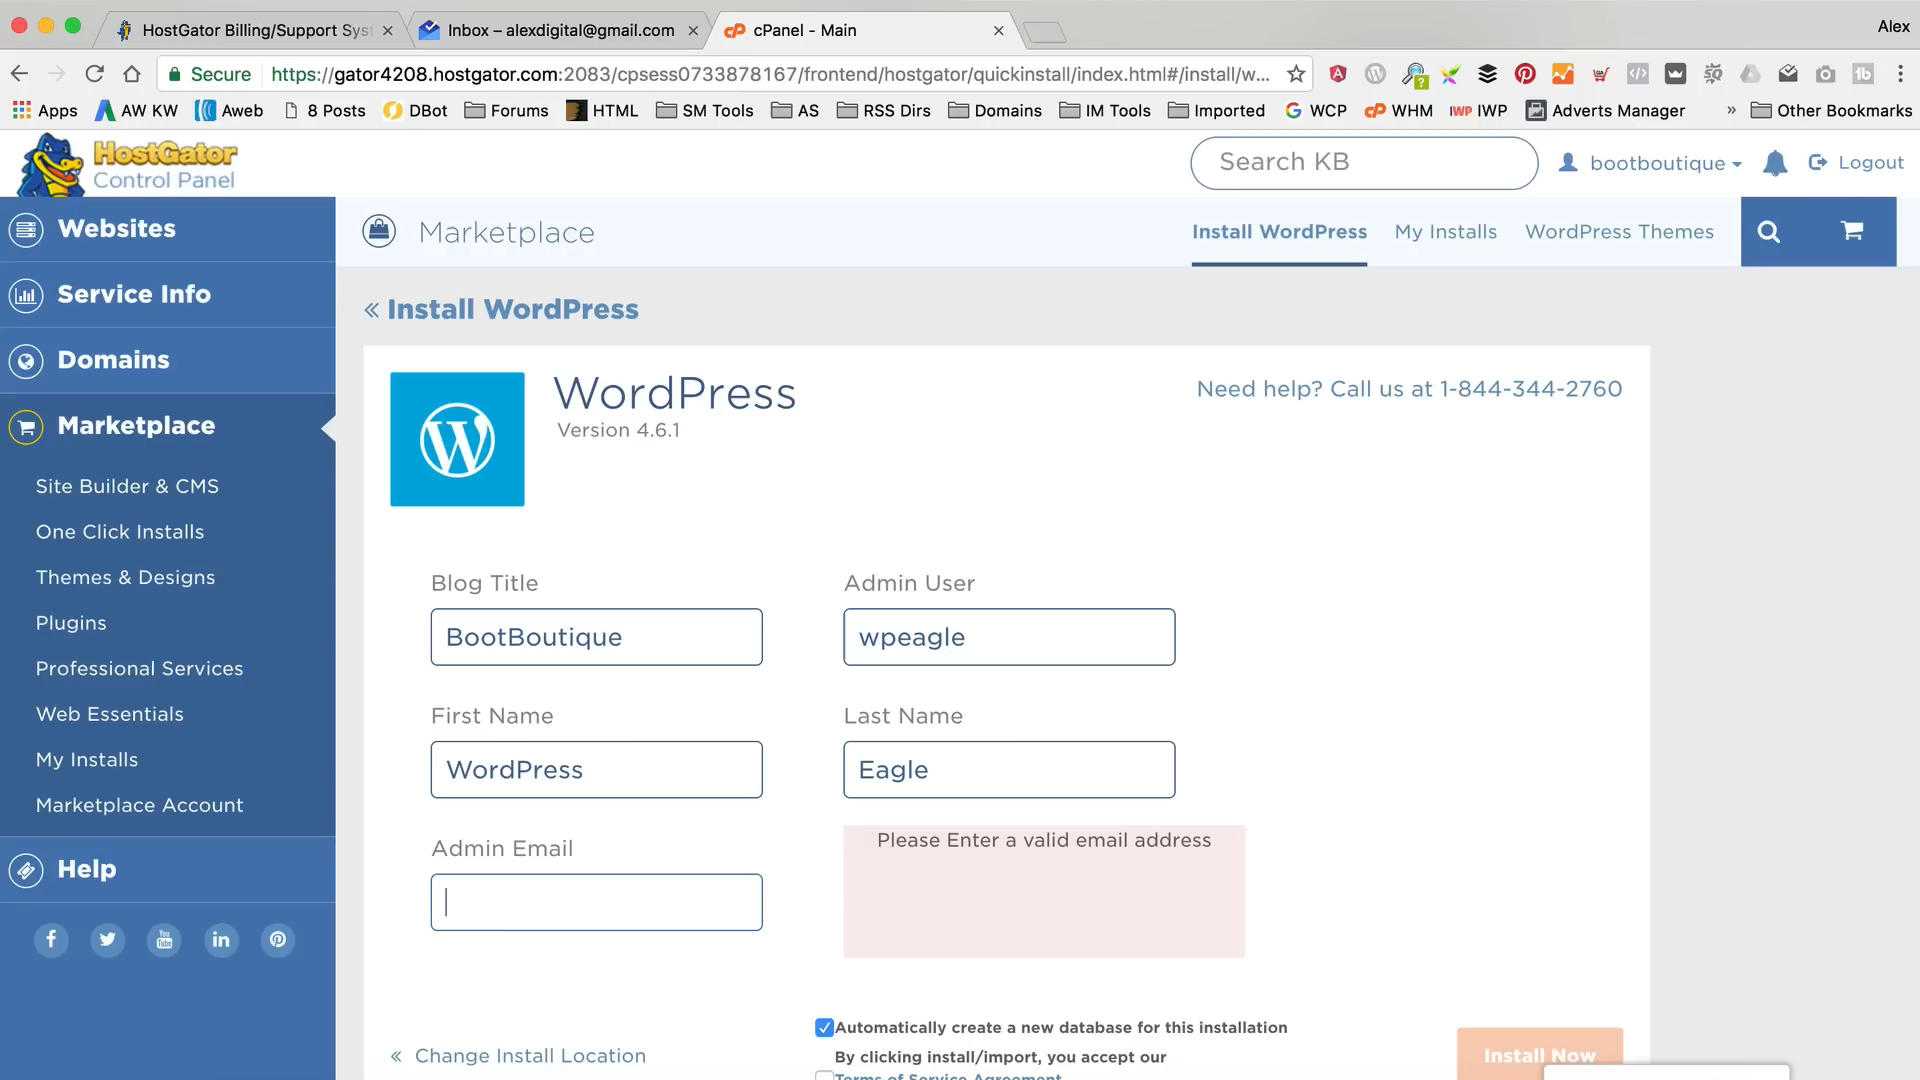 HostGator Billing/Support Syst
Inbox – alexdigital@gmail.com
cPanel - Main
Alex
Secure
https://gator4208.hostgator.com:2083/cpsess0733878167/frontend/hostgator/quickinstall/index.html#/install/w...
Apps
AW KW
Aweb
8 Posts
DBot
Forums
HTML
SM Tools
AS
RSS Dirs
Domains
IM Tools
Imported
WCP
WHM
IWP
Adverts Manager
» Other Bookmarks
HostGator
Control Panel
Search KB
bootboutique
Logout
Websites
Service Info
Domains
Marketplace
Site Builder & CMS
One Click Installs
Themes & Designs
Plugins
Professional Services
Web Essentials
My Installs
Marketplace Account
Help
Marketplace
Install WordPress
My Installs
WordPress Themes
« Install WordPress
WordPress
Version 4.6.1
Need help? Call us at 1-844-344-2760
Blog Title
Admin User
BootBoutique
wpeagle
First Name
Last Name
WordPress
Eagle
Admin Email
Please Enter a valid email address
Automatically create a new database for this installation
« Change Install Location
By clicking install/import, you accept our
Terms of Service Agreement
Install Now